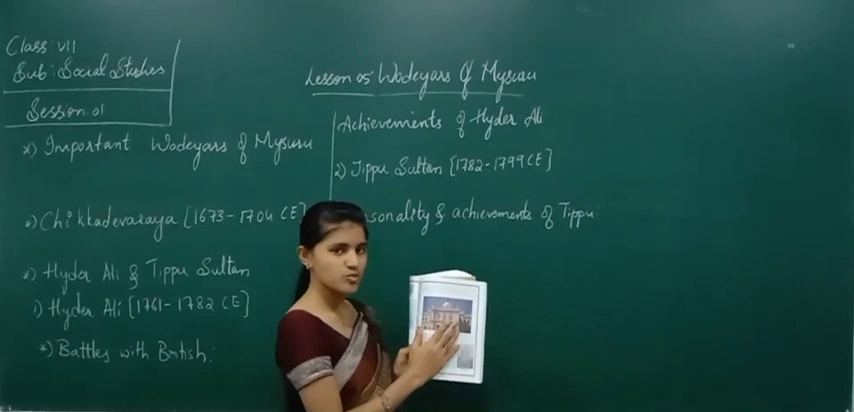 Class: VII
Sub: Social Studies
Session 01
Lesson 05 Wodeyars of Mysuru
*) Important Wodeyars of Mysuru
*) Chikkadevaraya [1673-1704 CE]
*) Hyder Ali & Tippu Sultan
1) Hyder Ali [1761-1782 CE]
*) Battles with British:
Achievements of Hyder Ali
2) Tippu Sultan [1782-1799 CE]
& achievements of Tippu